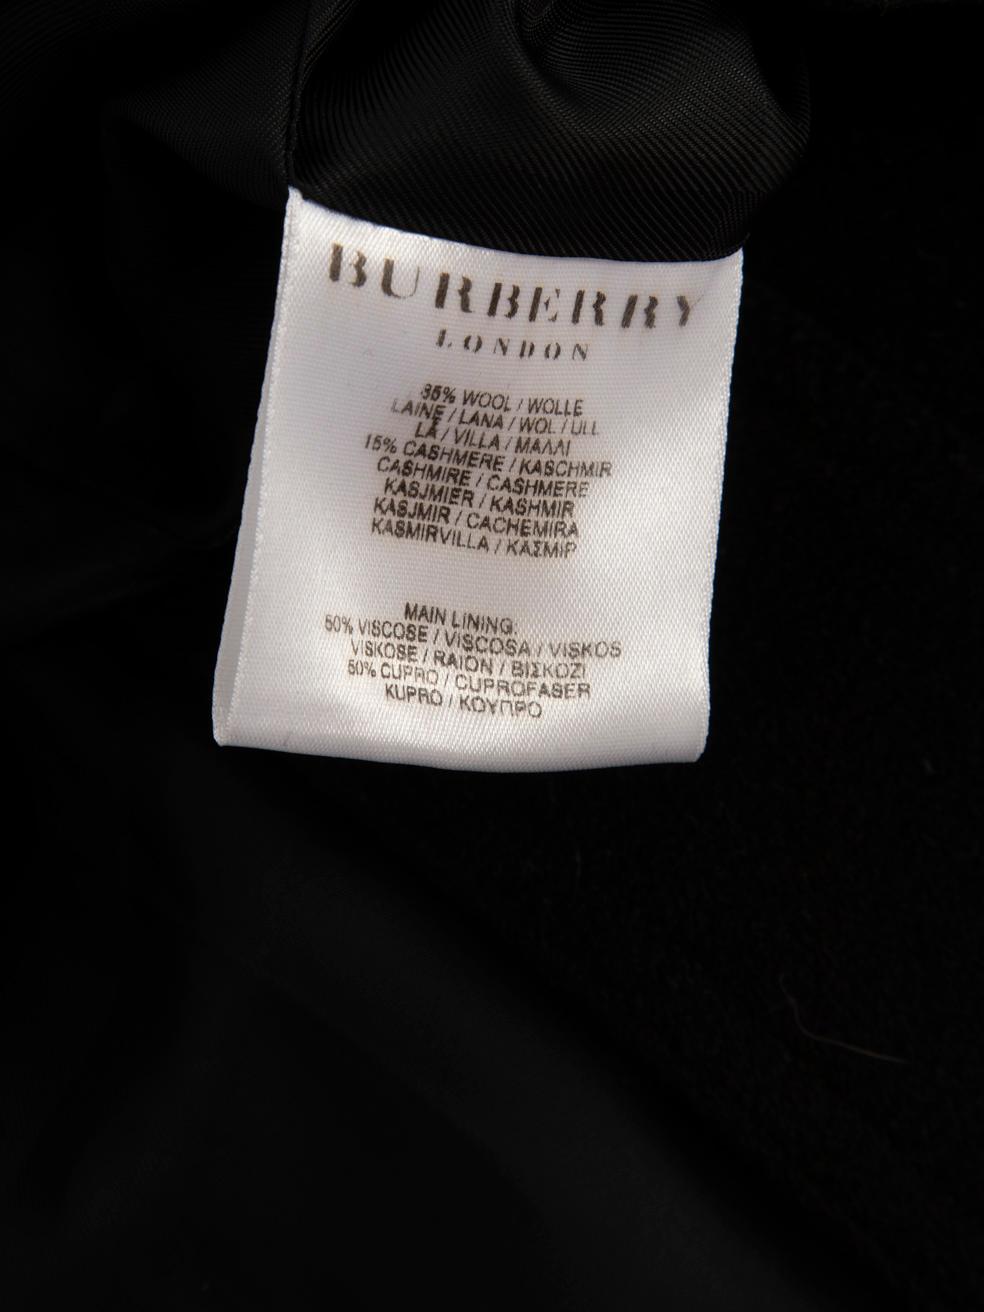 BURBERRY
LONDON
85% WOOL / WOLLE
LAINE / LANA / WOL / ULL
LÃ / VILLA / ΜΑΛΛΙ
15% CASHMERE / KASCHMIR
CASHMIRE / CASHMERE
KASJMIER / KASHMIR
KASJMIR / CACHEMIRA
KASMIRVILLA / ΚΑΣΜΙΡ
MAIN LINING:
50% VISCOSE / VISCOSA / VISKOS
VISKOSE / RAION / ΒΙΣΚΟΖΙ
50% CUPRO / CUPROFASER
KUPRO / ΚΟΥΠΡΟ